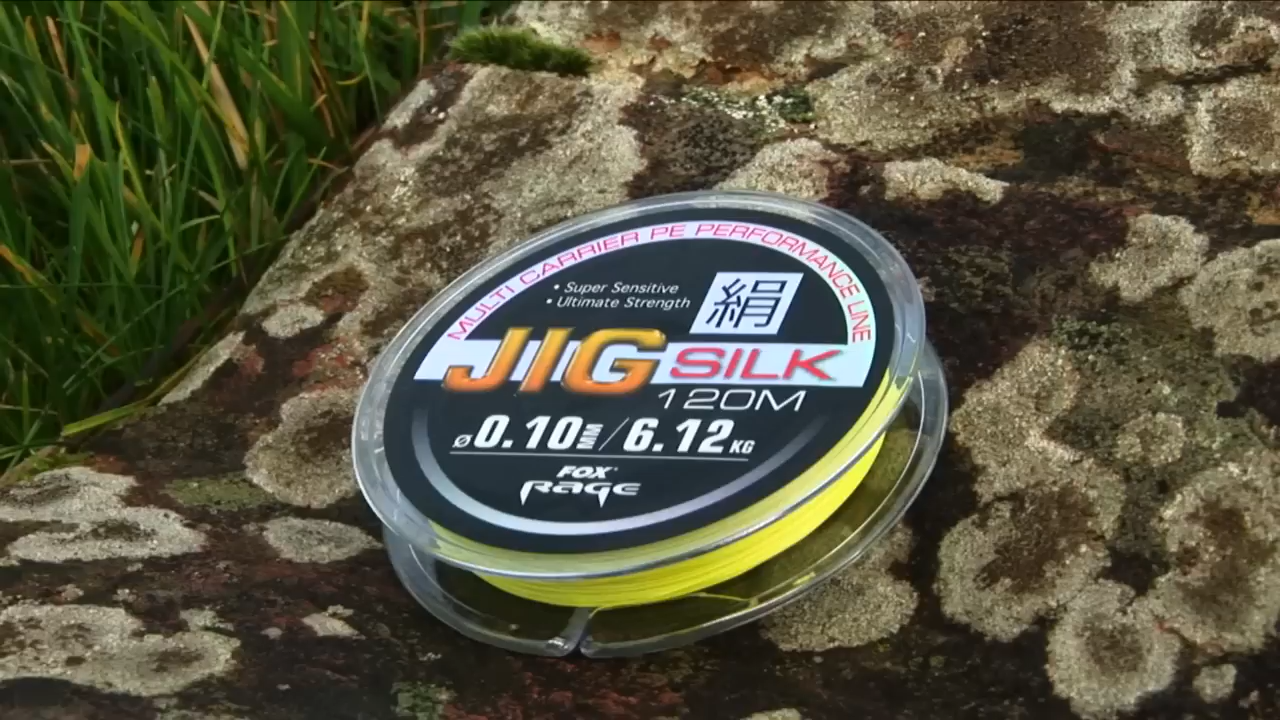 MULTI CARRIER PE PERFORMANCE LINE
• Super Sensitive
• Ultimate Strength
絹
JIG SILK
120M
Ø0.10MM/6.12KG
FOX
RAGE